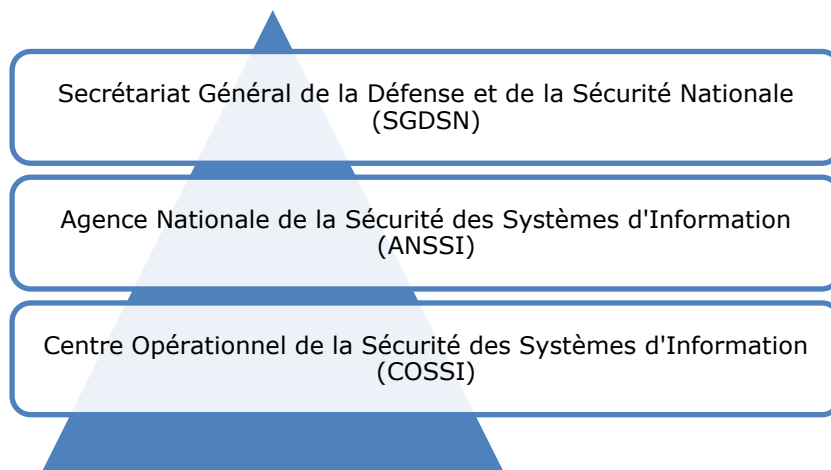 Secrétariat Général de la Défense et de la Sécurité Nationale
(SGDSN)
Agence Nationale de la Sécurité des Systèmes d'Information
(ANSSI)
Centre Opérationnel de la Sécurité des Systèmes d'Information
(COSSI)